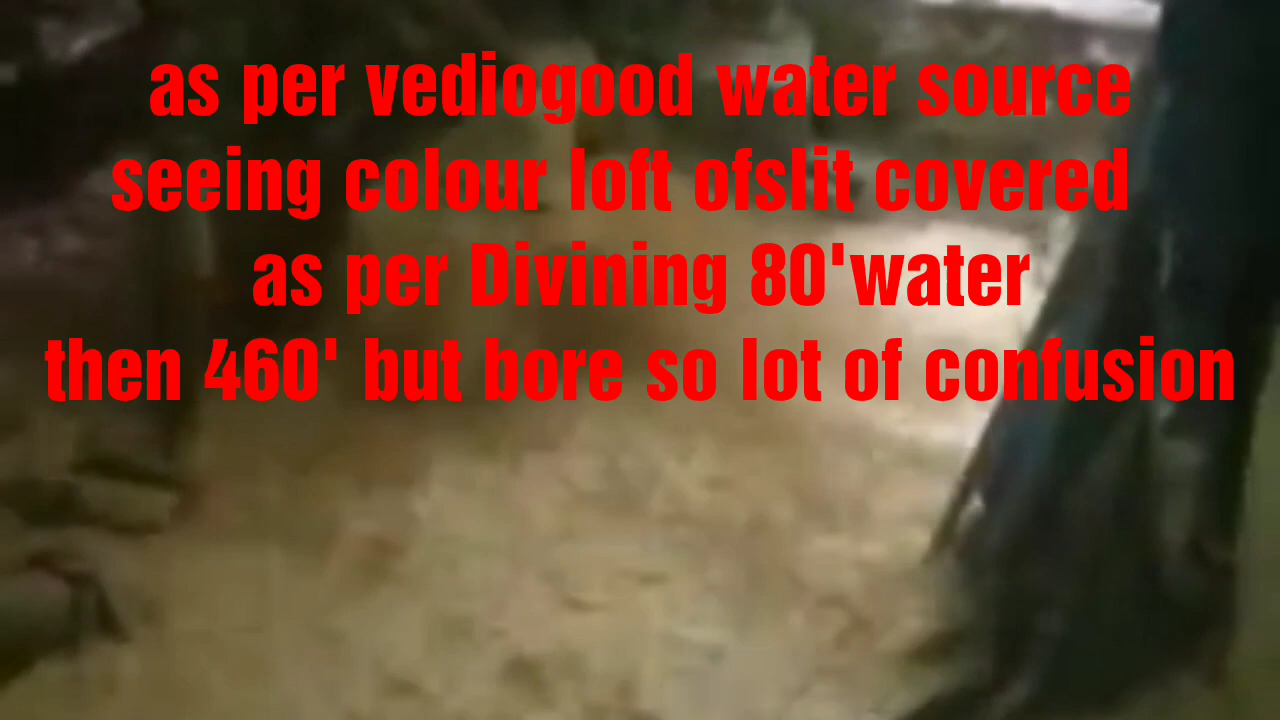 as per vediogood water source
seeing colour loft ofslit covered
as per Divining 80'water
then 460' but bore so lot of confusion